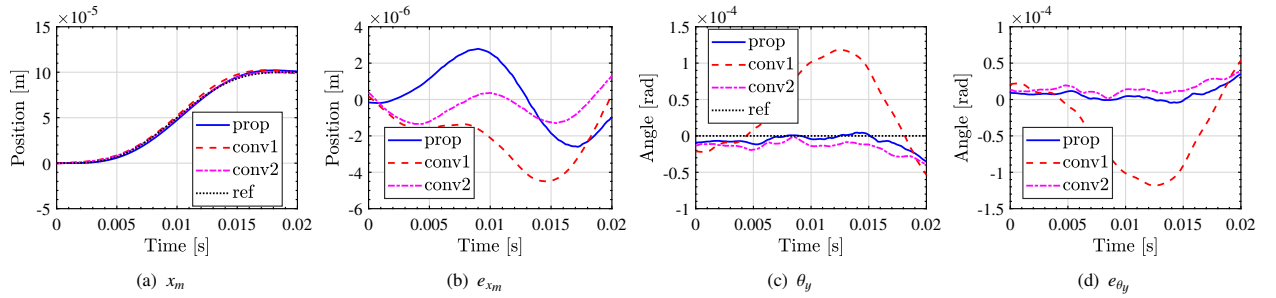 ×10⁻⁵
15
10
5
0
-5
Position [m]
0
0.005
0.01
0.015
0.02
Time [s]
prop
conv1
conv2
ref
(a) xₘ
×10⁻⁶
4
2
0
-2
-4
-6
Position [m]
0
0.005
0.01
0.015
0.02
Time [s]
prop
conv1
conv2
(b) eₓₘ
×10⁻⁴
1.5
1
0.5
0
-0.5
-1
Angle [rad]
0
0.005
0.01
0.015
0.02
Time [s]
prop
conv1
conv2
ref
(c) θy
×10⁻⁴
1
0.5
0
-0.5
-1
-1.5
Angle [rad]
0
0.005
0.01
0.015
0.02
Time [s]
prop
conv1
conv2
(d) eθy